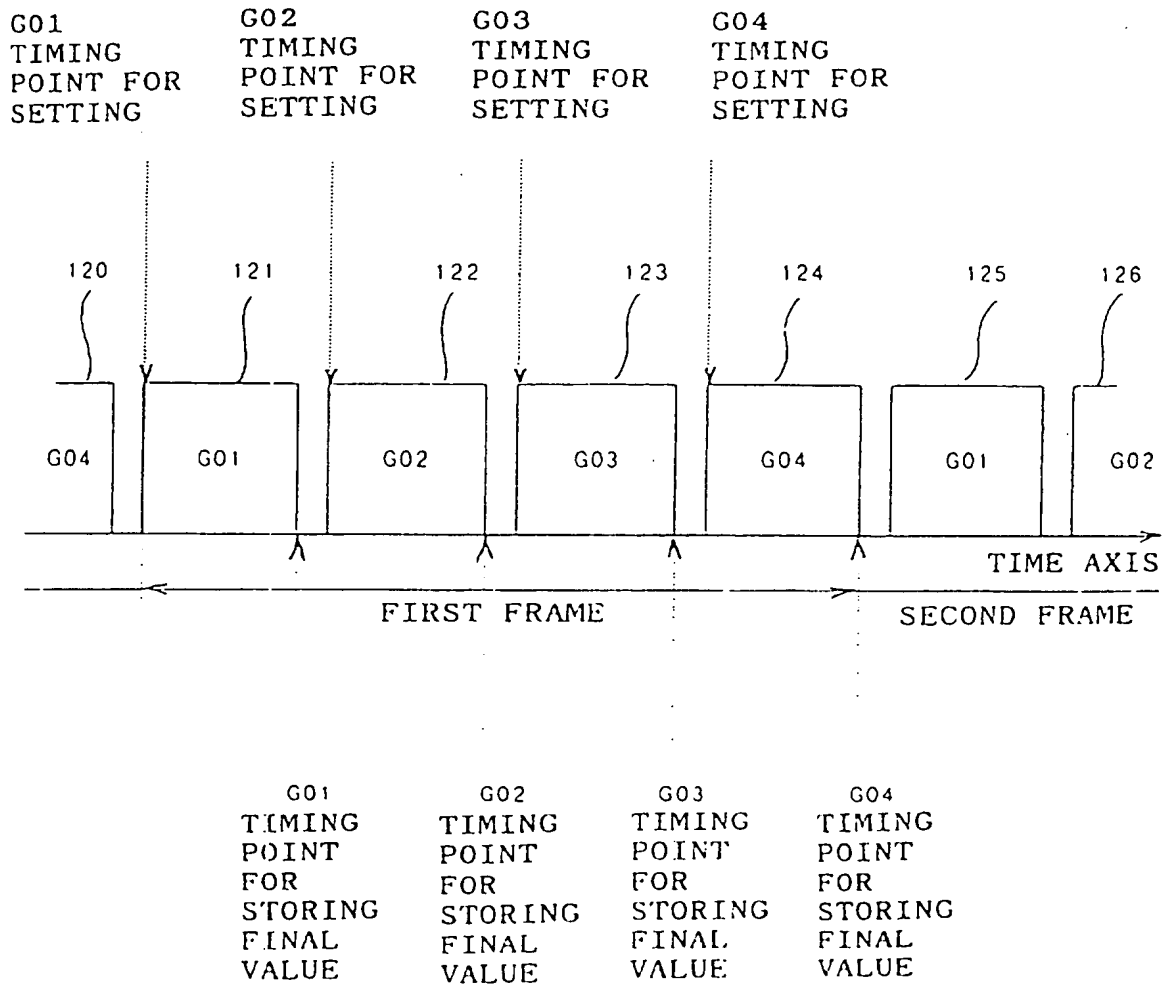 G01
TIMING
POINT FOR
SETTING
G02
TIMING
POINT FOR
SETTING
G03
TIMING
POINT FOR
SETTING
G04
TIMING
POINT FOR
SETTING
120
121
122
123
124
125
126
G04
G01
G02
G03
G04
G01
G02
TIME AXIS
FIRST FRAME
SECOND FRAME
G01
TIMING
POINT
FOR
STORING
FINAL
VALUE
G02
TIMING
POINT
FOR
STORING
FINAL
VALUE
G03
TIMING
POINT
FOR
STORING
FINAL
VALUE
G04
TIMING
POINT
FOR
STORING
FINAL
VALUE